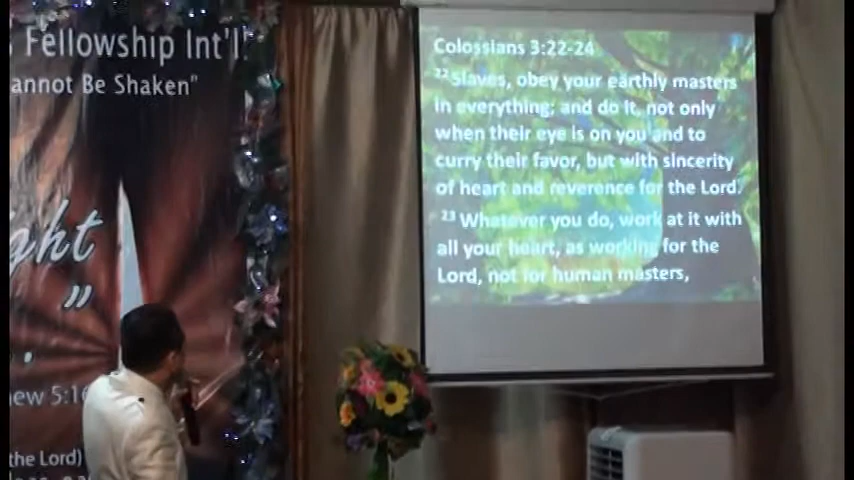 Fellowship Int'l.
annot Be Shaken"
ght
"
ew 5:16
the Lord)
Colossians 3:22-24
22 Slaves, obey your earthly masters
in everything; and do it, not only
when their eye is on you and to
curry their favor, but with sincerity
of heart and reverence for the Lord.
23 Whatever you do, work at it with
all your heart, as working for the
Lord, not for human masters,